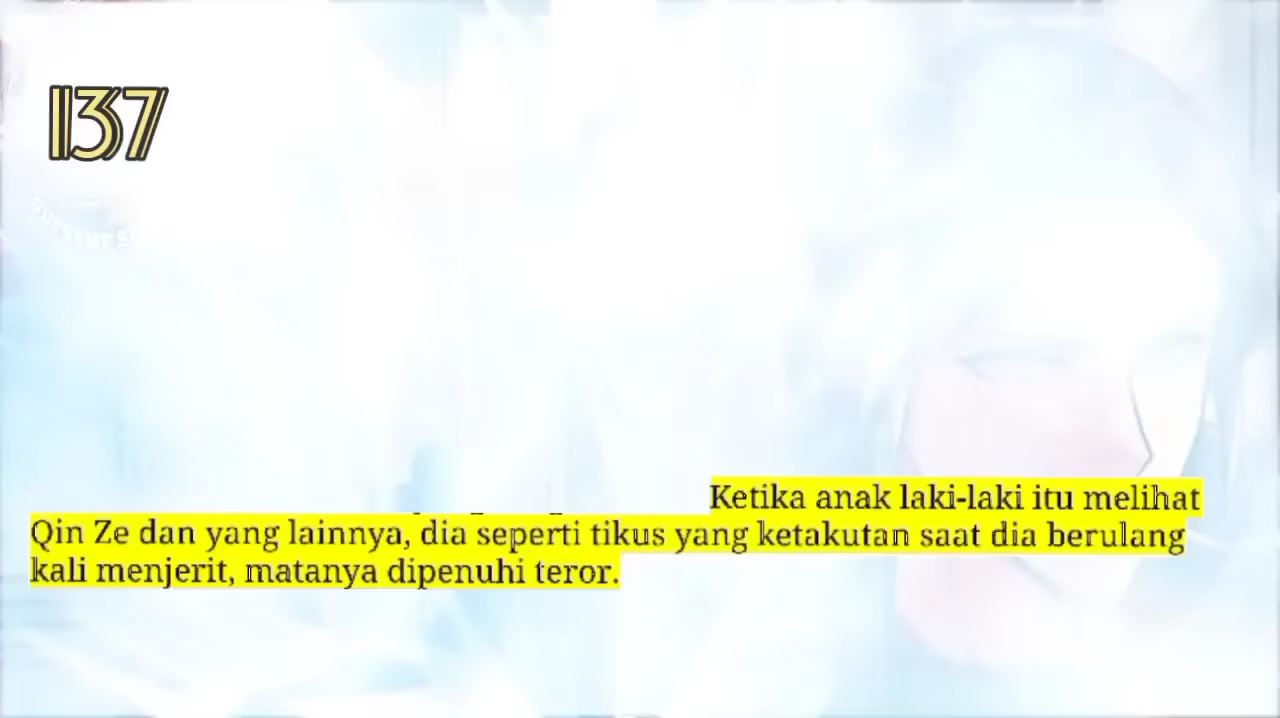 137
SUPREME S
Ketika anak laki-laki itu melihat
Qin Ze dan yang lainnya, dia seperti tikus yang ketakutan saat dia berulang
kali menjerit, matanya dipenuhi teror.